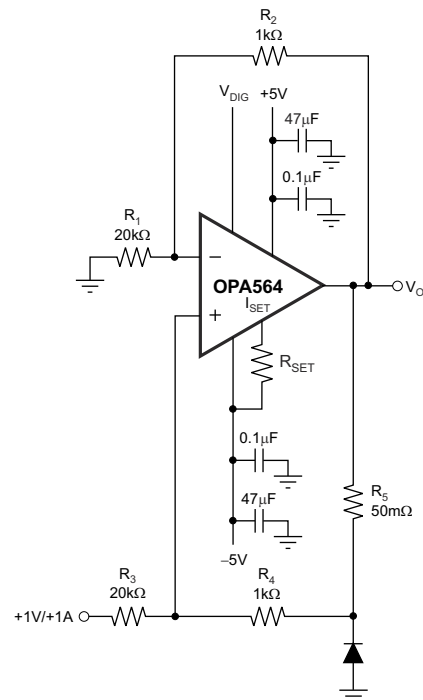 R2
1kΩ
VDIG
+5V
47µF
0.1µF
R1
20kΩ
−
OPA564
ISET
+
VO
RSET
0.1µF
47µF
−5V
R5
50mΩ
R3
20kΩ
R4
1kΩ
+1V/+1A